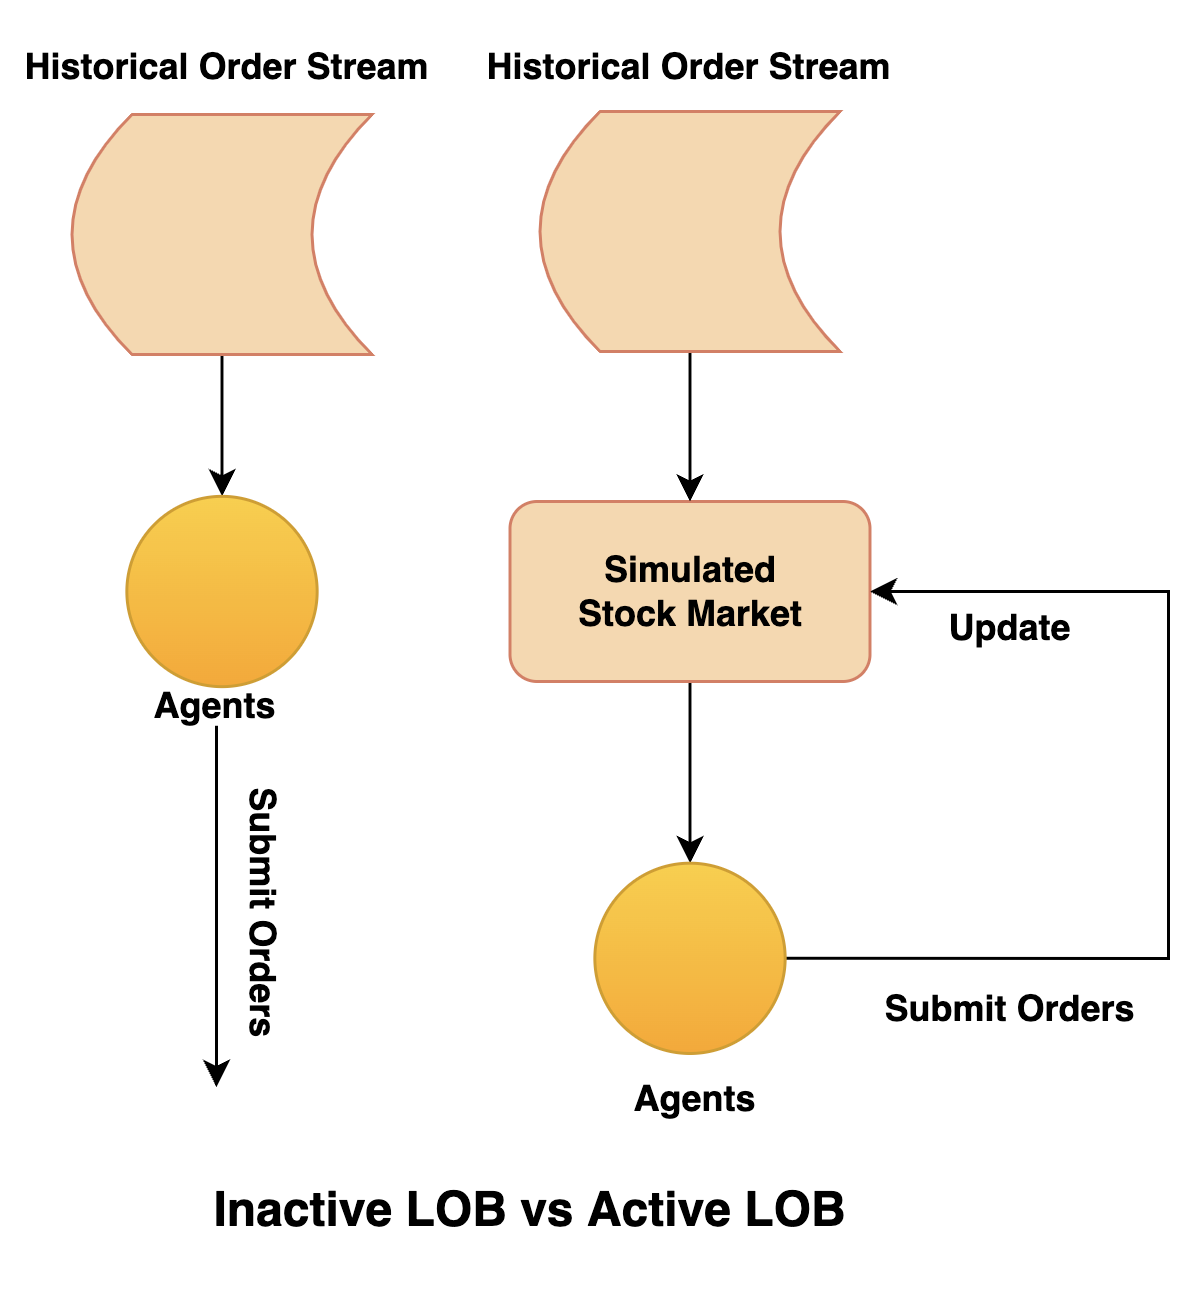 Historical Order Stream
Historical Order Stream
Agents
Submit Orders
Simulated
Stock Market
Update
Submit Orders
Agents
Inactive LOB vs Active LOB